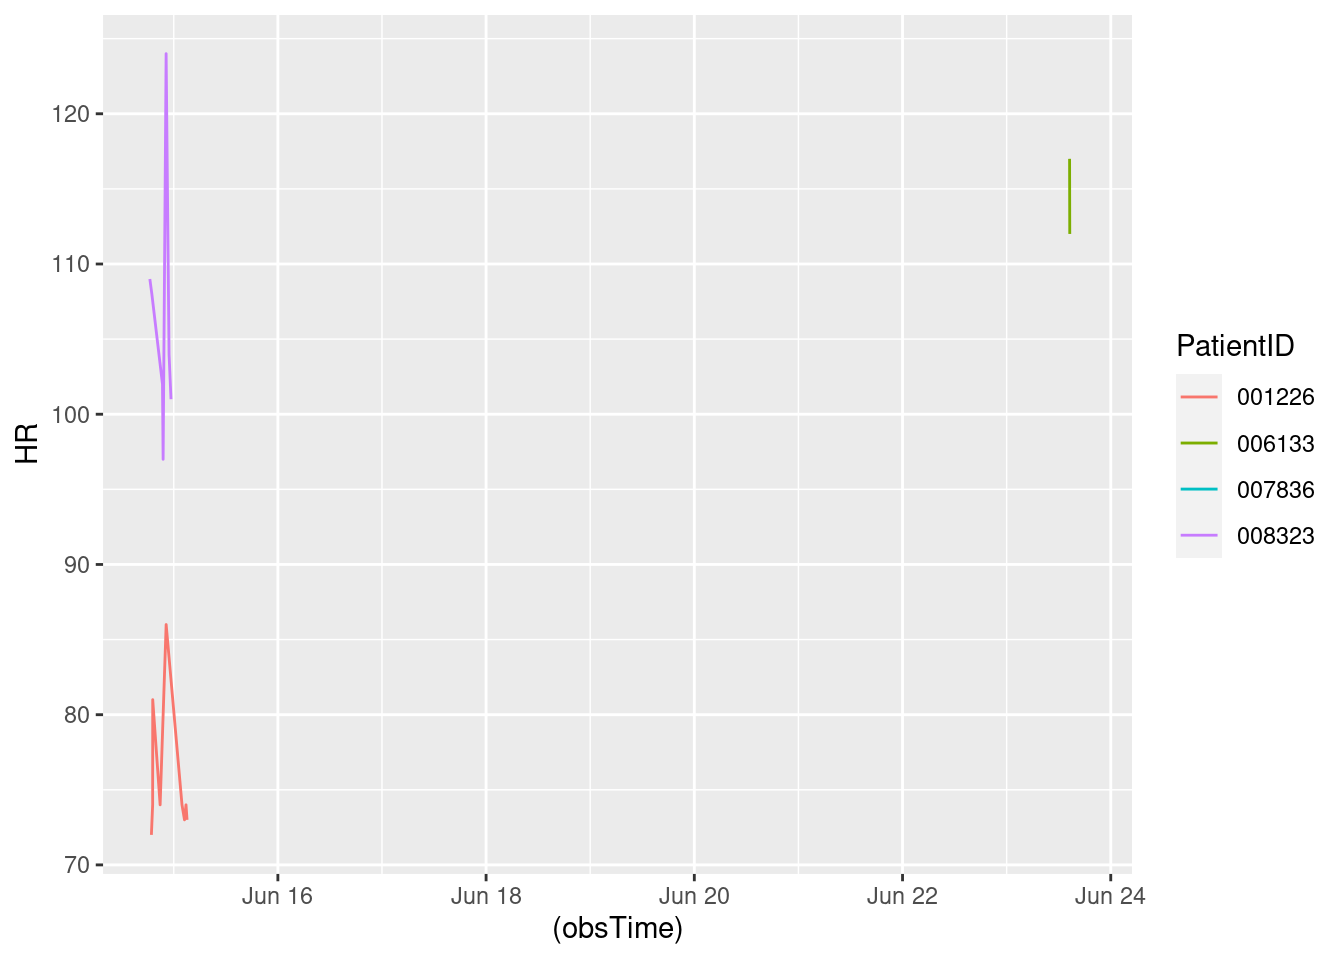 120
110
100
90
80
70
HR
Jun 16
Jun 18
Jun 20
Jun 22
Jun 24
(obsTime)
PatientID
001226
006133
007836
008323